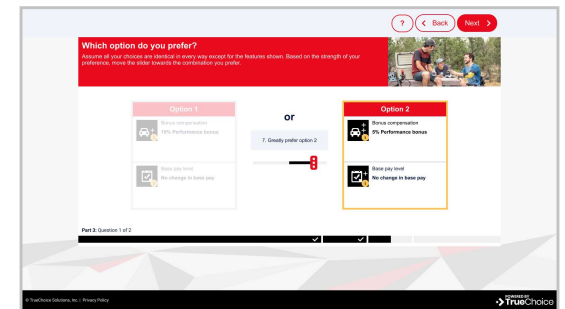 ?
Back
Next
Which option do you prefer?
Assume all your choices are identical in every way except for the features shown. Based on the strength of your
preference, move the slider towards the combination you prefer.
Option 1
Bonus compensation
10% Performance bonus
Base pay level
No change in base pay
or
7. Greatly prefer option 2
Option 2
Bonus compensation
5% Performance bonus
Base pay level
No change in base pay
Part 3: Question 1 of 2
© TrueChoice Solutions, Inc. | Privacy Policy
POWERED BY
TrueChoice